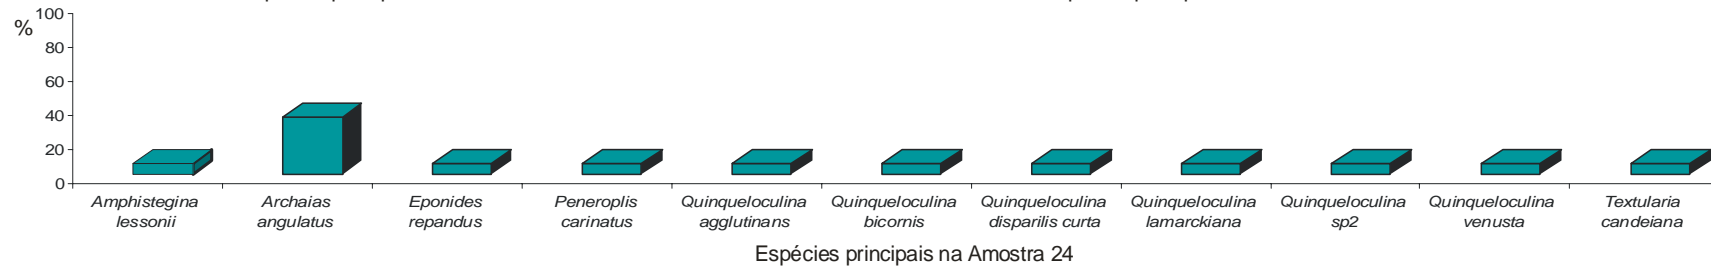 %
100
80
60
40
20
0
Amphistegina
lessonii
Archaias
angulatus
Eponides
repandus
Peneroplis
carinatus
Quinqueloculina
agglutinans
Quinqueloculina
bicornis
Quinqueloculina
disparilis curta
Quinqueloculina
lamarckiana
Quinqueloculina
sp2
Quinqueloculina
venusta
Textularia
candeiana
Espécies principais na Amostra 24